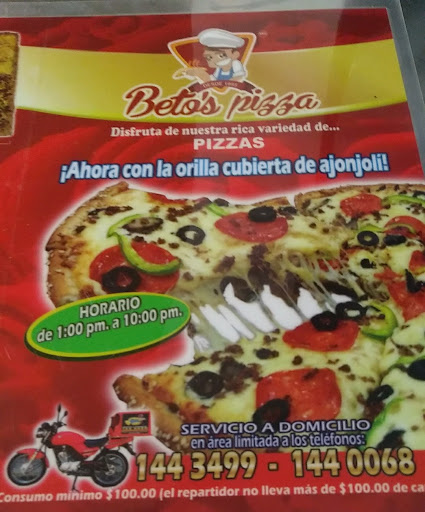 Beto's pizza
Disfruta de nuestra rica variedad de...
PIZZAS
¡Ahora con la orilla cubierta de ajonjolí!
HORARIO
de 1:00 pm. a 10:00 pm.
SERVICIO A DOMICILIO
en área limitada a los teléfonos:
144 3499 - 144 0068
Consumo mínimo $100.00 (el repartidor no lleva más de $100.00 de ca